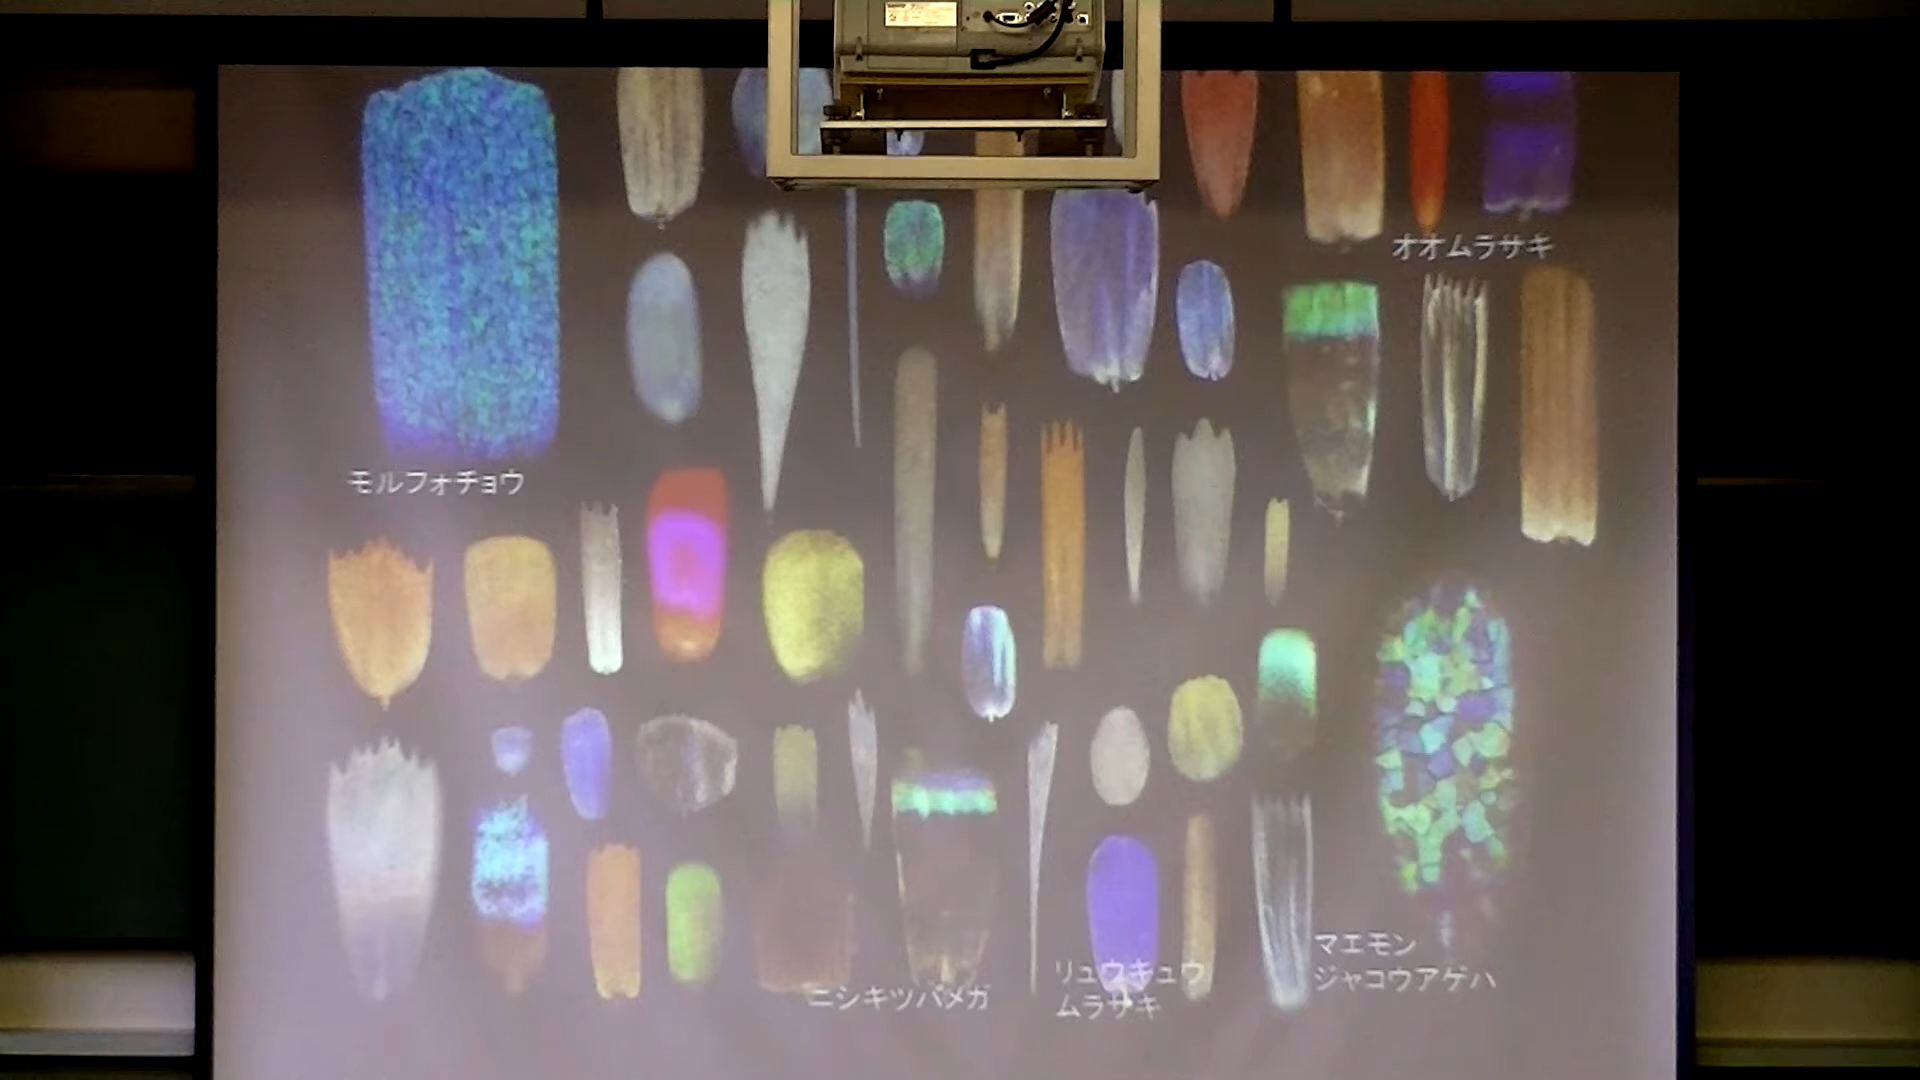 オオムラサキ
モルフォチョウ
マエモン
ジャコウアゲハ
リュウキュウ
ムラサキ
ニシキツバメガ